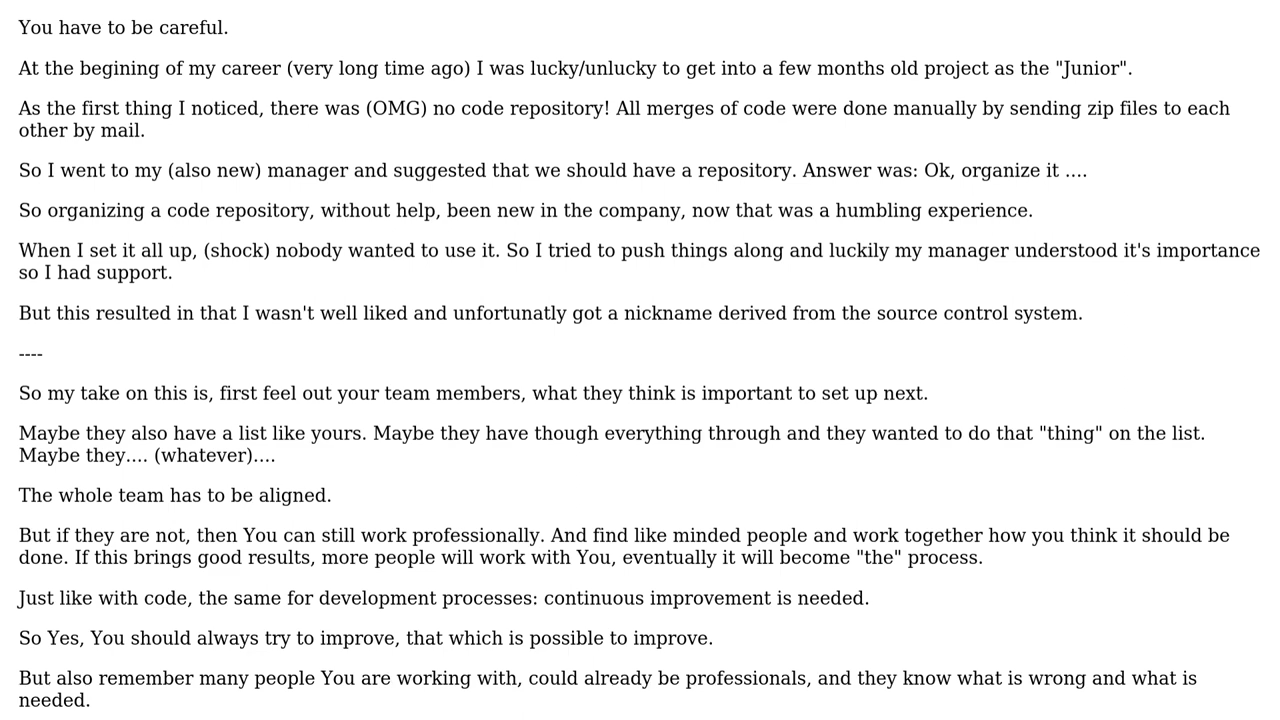 You have to be careful.
At the begining of my career (very long time ago) I was lucky/unlucky to get into a few months old project as the "Junior".
As the first thing I noticed, there was (OMG) no code repository! All merges of code were done manually by sending zip files to each
other by mail.
So I went to my (also new) manager and suggested that we should have a repository. Answer was: Ok, organize it ....
So organizing a code repository, without help, been new in the company, now that was a humbling experience.
When I set it all up, (shock) nobody wanted to use it. So I tried to push things along and luckily my manager understood it's importance
so I had support.
But this resulted in that I wasn't well liked and unfortunatly got a nickname derived from the source control system.
----
So my take on this is, first feel out your team members, what they think is important to set up next.
Maybe they also have a list like yours. Maybe they have though everything through and they wanted to do that "thing" on the list.
Maybe they.... (whatever)....
The whole team has to be aligned.
But if they are not, then You can still work professionally. And find like minded people and work together how you think it should be
done. If this brings good results, more people will work with You, eventually it will become "the" process.
Just like with code, the same for development processes: continuous improvement is needed.
So Yes, You should always try to improve, that which is possible to improve.
But also remember many people You are working with, could already be professionals, and they know what is wrong and what is
needed.